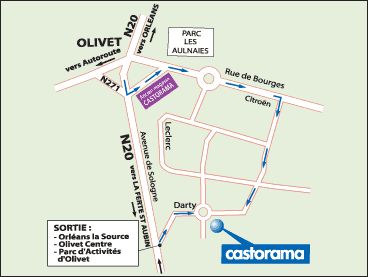 N20
vers ORLEANS
OLIVET
vers Autoroute
PARC
LES
AULNAIES
N271
CASTORAMA
Rue de Bourges
Citroën
N20
vers LA FERTE ST AUBIN
Avenue de Sologne
Leclerc
Darty
SORTIE :
- Orléans la Source
- Olivet Centre
- Parc d'Activités
d'Olivet
castorama